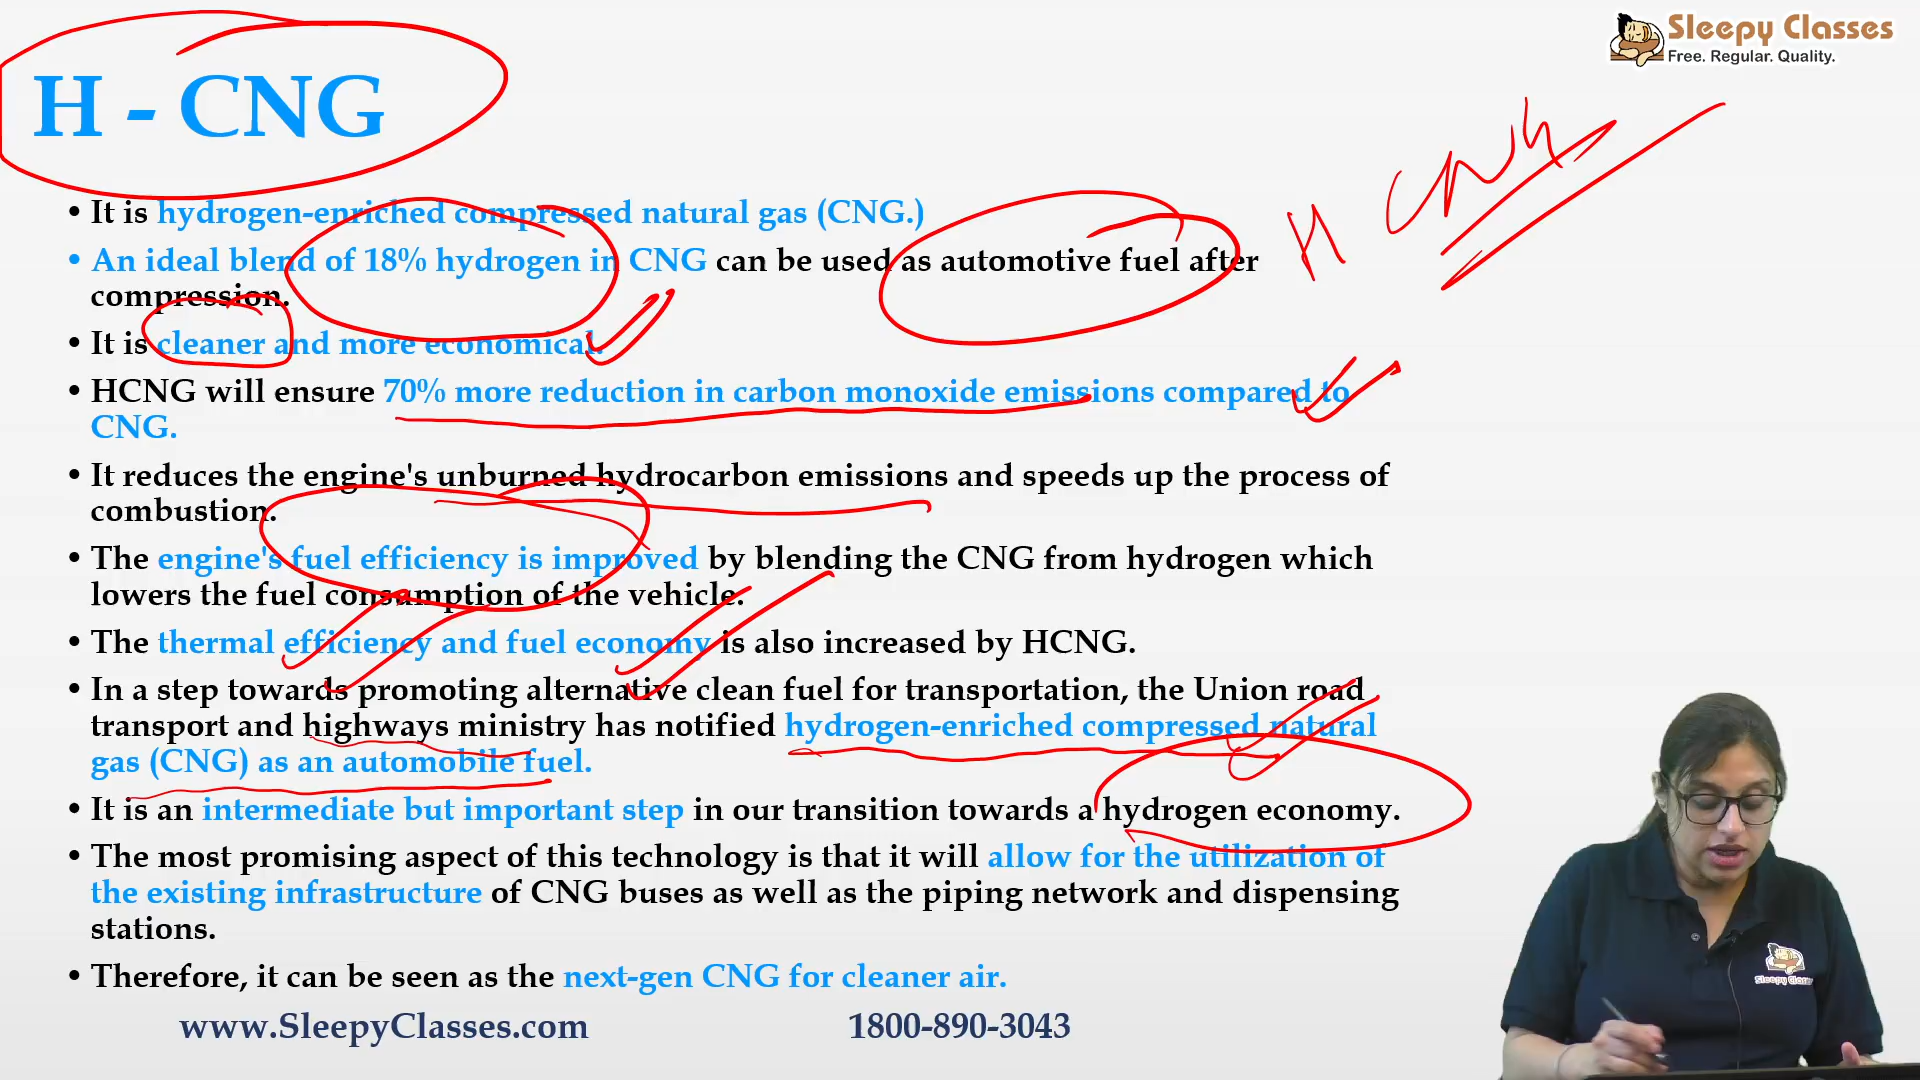 Sleepy Classes
Free. Regular. Quality.
H - CNG
H CNG
• It is hydrogen-enriched compressed natural gas (CNG.)
• An ideal blend of 18% hydrogen in CNG can be used as automotive fuel after
compression.
• It is cleaner and more economical.
• HCNG will ensure 70% more reduction in carbon monoxide emissions compared to
CNG.
• It reduces the engine's unburned hydrocarbon emissions and speeds up the process of
combustion.
• The engine's fuel efficiency is improved by blending the CNG from hydrogen which
lowers the fuel consumption of the vehicle.
• The thermal efficiency and fuel economy is also increased by HCNG.
• In a step towards promoting alternative clean fuel for transportation, the Union road
transport and highways ministry has notified hydrogen-enriched compressed natural
gas (CNG) as an automobile fuel.
• It is an intermediate but important step in our transition towards a hydrogen economy.
• The most promising aspect of this technology is that it will allow for the utilization of
the existing infrastructure of CNG buses as well as the piping network and dispensing
stations.
• Therefore, it can be seen as the next-gen CNG for cleaner air.
www.SleepyClasses.com 1800-890-3043
Sleepy Classes